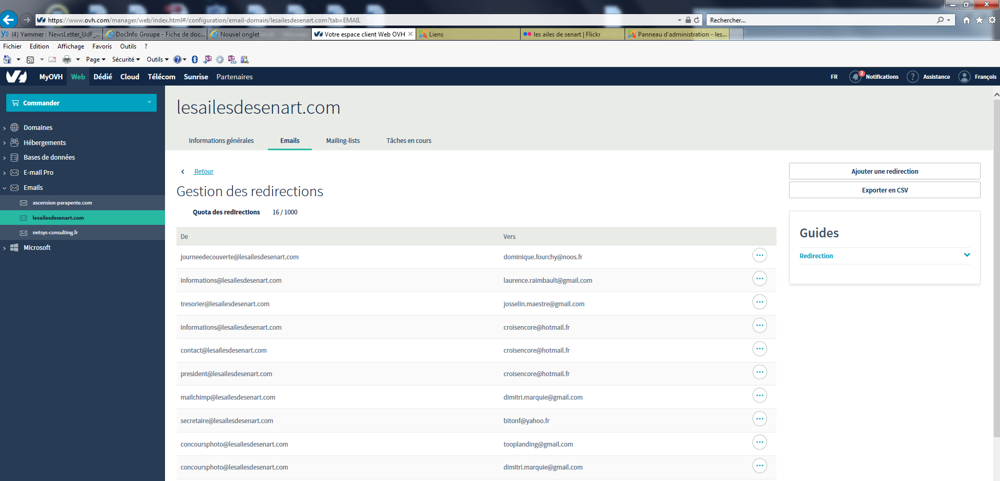 https://www.ovh.com/manager/web/index.html#/configuration/email-domain/lesailesdesenart.com?tab=EMAIL
Rechercher...
(4) Yammer : NewsLetter_UdF_...
DocInfo Groupe - Fiche de doc...
Nouvel onglet
Votre espace client Web OVH
Liens
les ailes de senart | Flickr
Panneau d'administration - les...
Fichier Edition Affichage Favoris Outils ?
Page Sécurité Outils
MyOVH Web Dédié Cloud Télécom Sunrise Partenaires
FR 2 Notifications ? Assistance François
Commander
Domaines
Hébergements
Bases de données
E-mail Pro
Emails
ascension-parapente.com
lesailesdesenart.com
netsys-consulting.fr
Microsoft
lesailesdesenart.com
Informations générales Emails Mailing-lists Tâches en cours
Retour
Gestion des redirections
Quota des redirections 16 / 1000
De Vers
journeedecouverte@lesailesdesenart.com dominique.fourchy@noos.fr
informations@lesailesdesenart.com laurence.raimbault@gmail.com
tresorier@lesailesdesenart.com josselin.maestre@gmail.com
informations@lesailesdesenart.com croisencore@hotmail.fr
contact@lesailesdesenart.com croisencore@hotmail.fr
president@lesailesdesenart.com croisencore@hotmail.fr
mailchimp@lesailesdesenart.com dimitri.marquie@gmail.com
secretaire@lesailesdesenart.com bitonf@yahoo.fr
concoursphoto@lesailesdesenart.com tooplanding@gmail.com
concoursphoto@lesailesdesenart.com dimitri.marquie@gmail.com
Ajouter une redirection
Exporter en CSV
Guides
Redirection